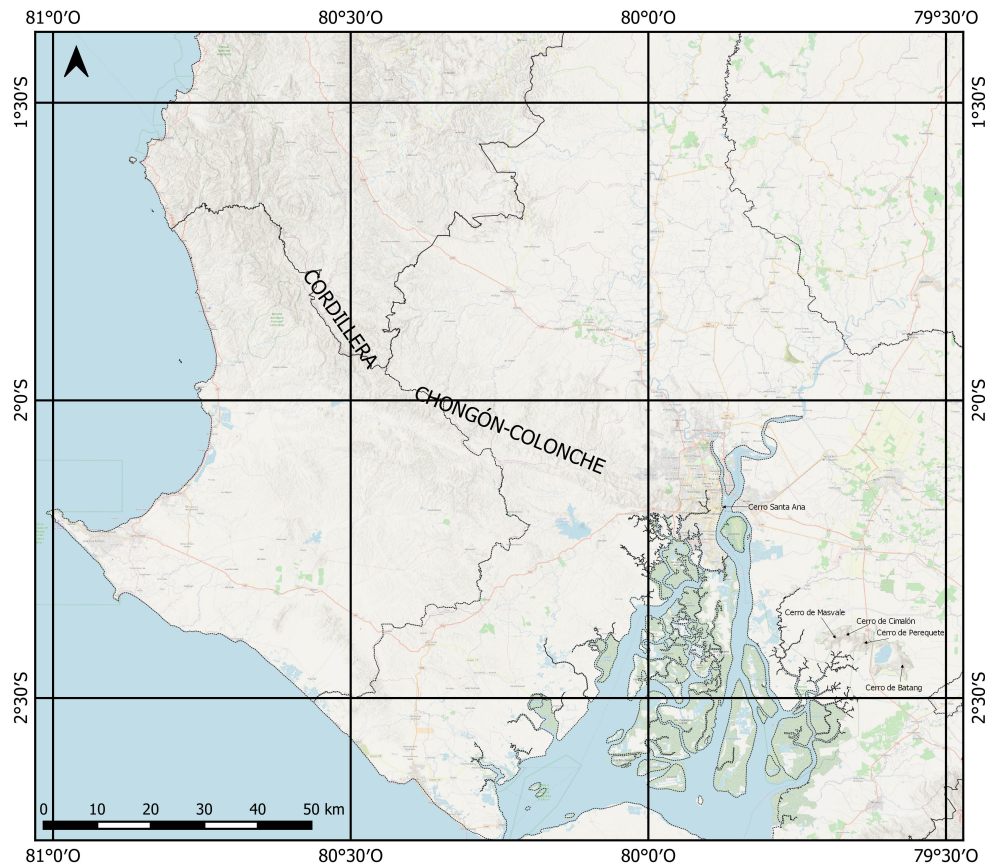 81°0'O 80°30'O 80°0'O 79°30'O
1°30'S 1°30'S
CORDILLERA
2°0'S 2°0'S
CHONGÓN-COLONCHE
Cerro Santa Ana
Cerro de Masvale
Cerro de Cimalón
Cerro de Perequete
Cerro de Batang
2°30'S 2°30'S
0 10 20 30 40 50 km
81°0'O 80°30'O 80°0'O 79°30'O